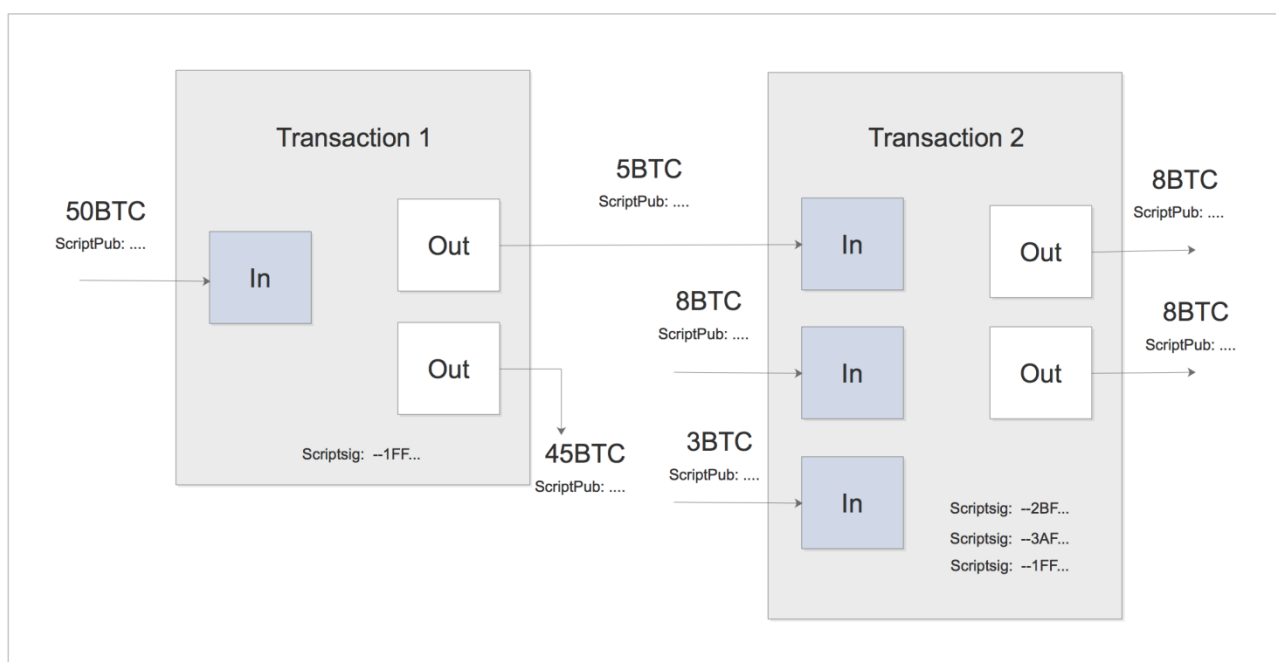 Transaction 1
50BTC
ScriptPub: ....
In
Out
Out
Scriptsig: --1FF...
5BTC
ScriptPub: ....
45BTC
ScriptPub: ....
8BTC
ScriptPub: ....
3BTC
ScriptPub: ....
Transaction 2
In
In
In
Out
Out
Scriptsig: --2BF...
Scriptsig: --3AF...
Scriptsig: --1FF...
8BTC
ScriptPub: ....
8BTC
ScriptPub: ....